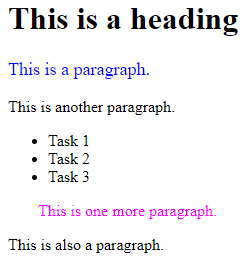 This is a heading
This is a paragraph.
This is another paragraph.
Task 1
Task 2
Task 3
This is one more paragraph.
This is also a paragraph.